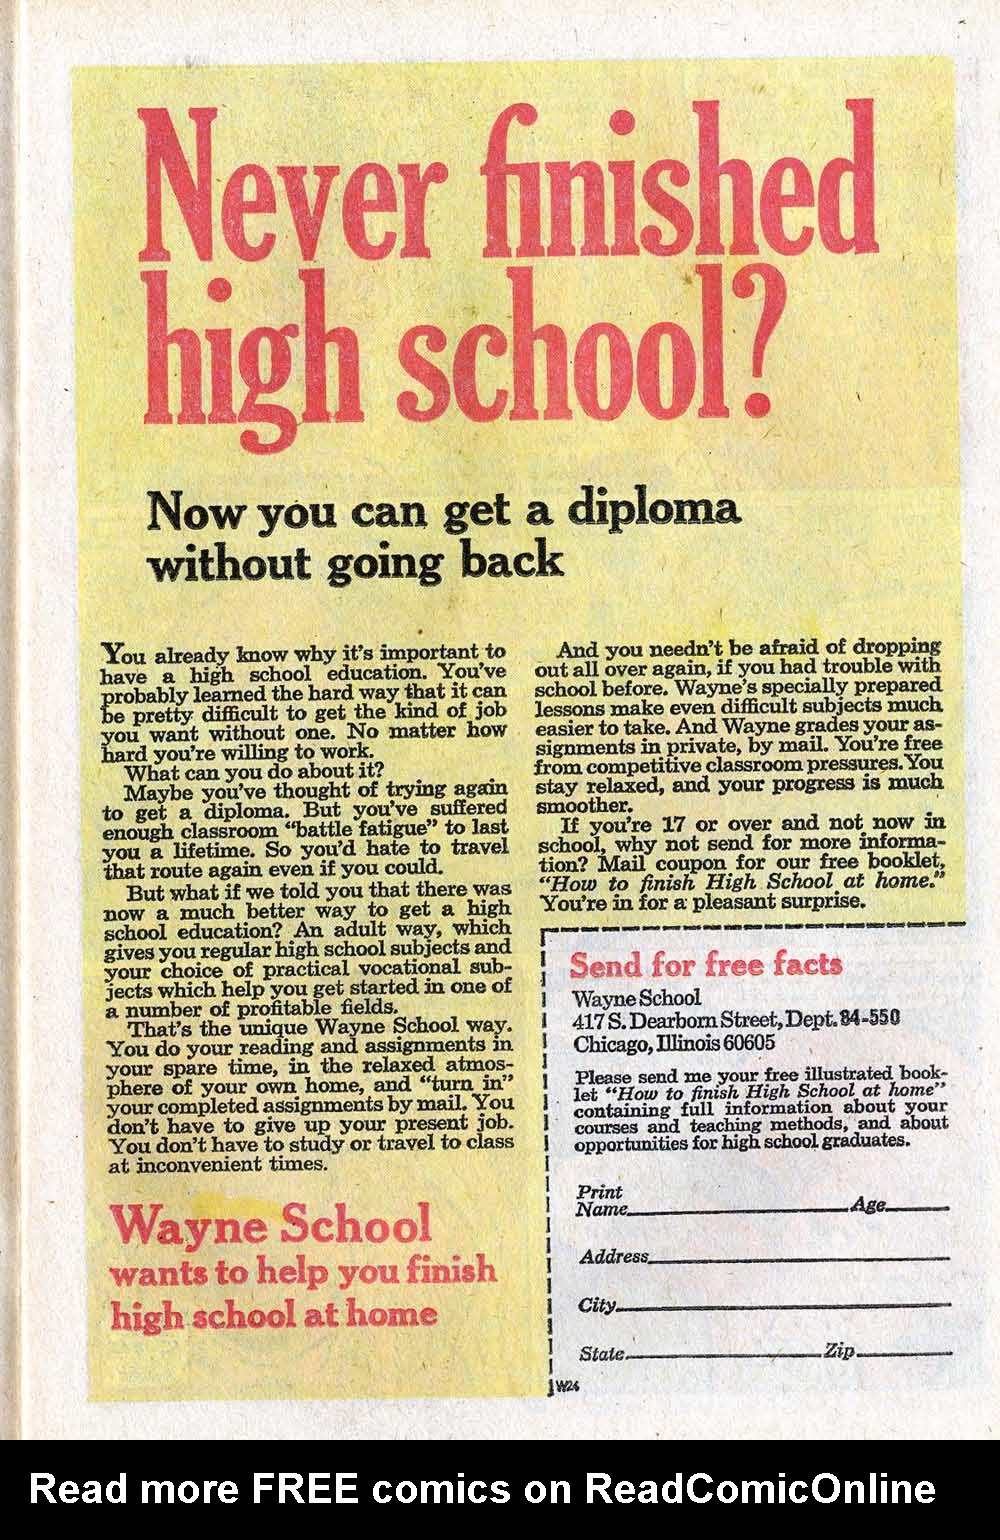 Never finished
high school?
Now you can get a diploma
without going back
You already know why it's important to
have a high school education. You've
probably learned the hard way that it can
be pretty difficult to get the kind of job
you want without one. No matter how
hard you're willing to work.
What can you do about it?
Maybe you've thought of trying again
to get a diploma. But you've suffered
enough classroom "battle fatigue" to last
you a lifetime. So you'd hate to travel
that route again even if you could.
But what if we told you that there was
now a much better way to get a high
school education? An adult way, which
gives you regular high school subjects and
your choice of practical vocational sub-
jects which help you get started in one of
a number of profitable fields.
That's the unique Wayne School way.
You do your reading and assignments in
your spare time, in the relaxed atmos-
phere of your own home, and "turn in"
your completed assignments by mail. You
don't have to give up your present job.
You don't have to study or travel to class
at inconvenient times.
Wayne School
wants to help you finish
high school at home
And you needn't be afraid of dropping
out all over again, if you had trouble with
school before. Wayne's specially prepared
lessons make even difficult subjects much
easier to take. And Wayne grades your as-
signments in private, by mail. You're free
from competitive classroom pressures. You
stay relaxed, and your progress is much
smoother.
If you're 17 or over and not now in
school, why not send for more informa-
tion? Mail coupon for our free booklet,
"How to finish High School at home."
You're in for a pleasant surprise.
Send for free facts
Wayne School
417 S. Dearborn Street, Dept. 84-550
Chicago, Illinois 60605
Please send me your free illustrated book-
let "How to finish High School at home"
containing full information about your
courses and teaching methods, and about
opportunities for high school graduates.
Print
Name Age
Address
City
State Zip
W24
Read more FREE comics on ReadComicOnline